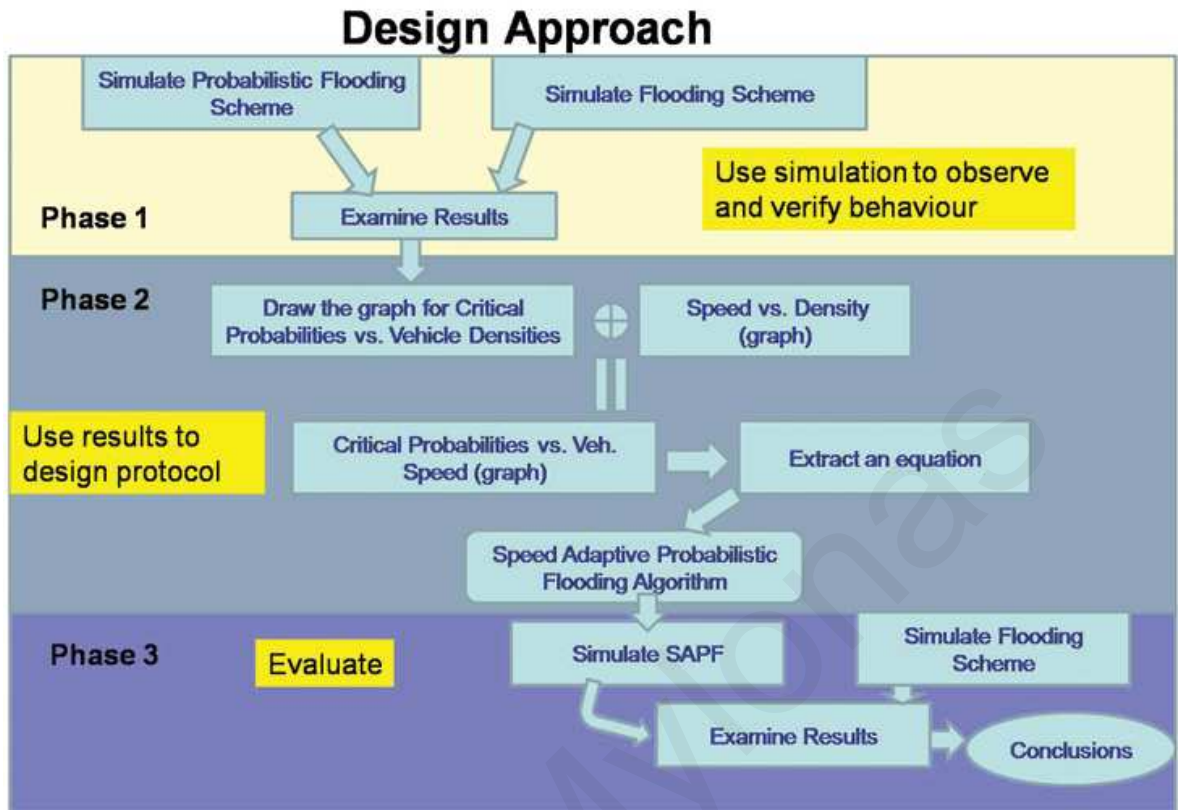 Design Approach
Simulate Probabilistic Flooding
Scheme
Simulate Flooding Scheme
Use simulation to observe
and verify behaviour
Phase 1
Examine Results
Phase 2
Draw the graph for Critical
Probabilities vs. Vehicle Densities
Speed vs. Density
(graph)
Use results to
design protocol
Critical Probabilities vs. Veh.
Speed (graph)
Extract an equation
Speed Adaptive Probabilistic
Flooding Algorithm
Phase 3
Evaluate
Simulate SAPF
Simulate Flooding
Scheme
Examine Results
Conclusions
Mylonas